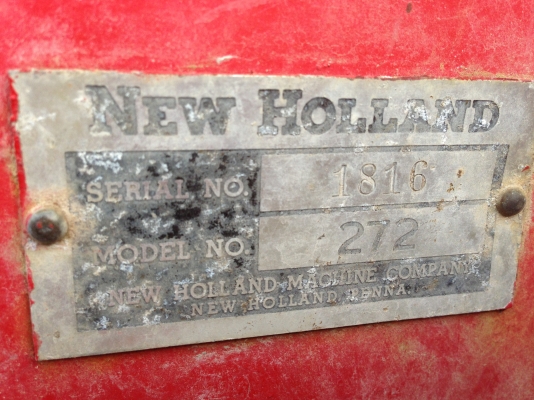 NEW HOLLAND
SERIAL NO. 1816
MODEL NO. 272
NEW HOLLAND MACHINE COMPANY
NEW HOLLAND, PENNA.